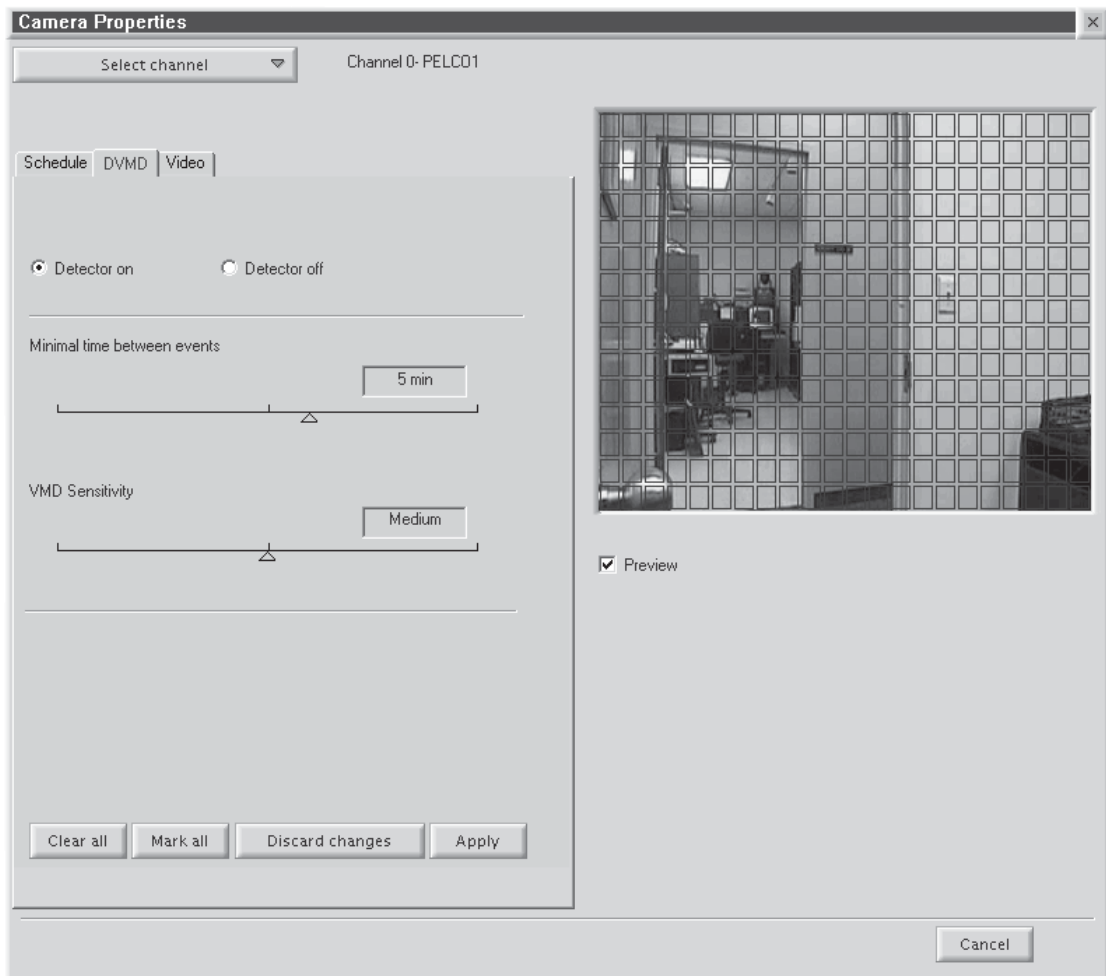 Camera Properties
Select channel
Channel 0- PELCO1
Schedule
DVMD
Video
Detector on
Detector off
Minimal time between events
5 min
VMD Sensitivity
Medium
Preview
Clear all
Mark all
Discard changes
Apply
Cancel